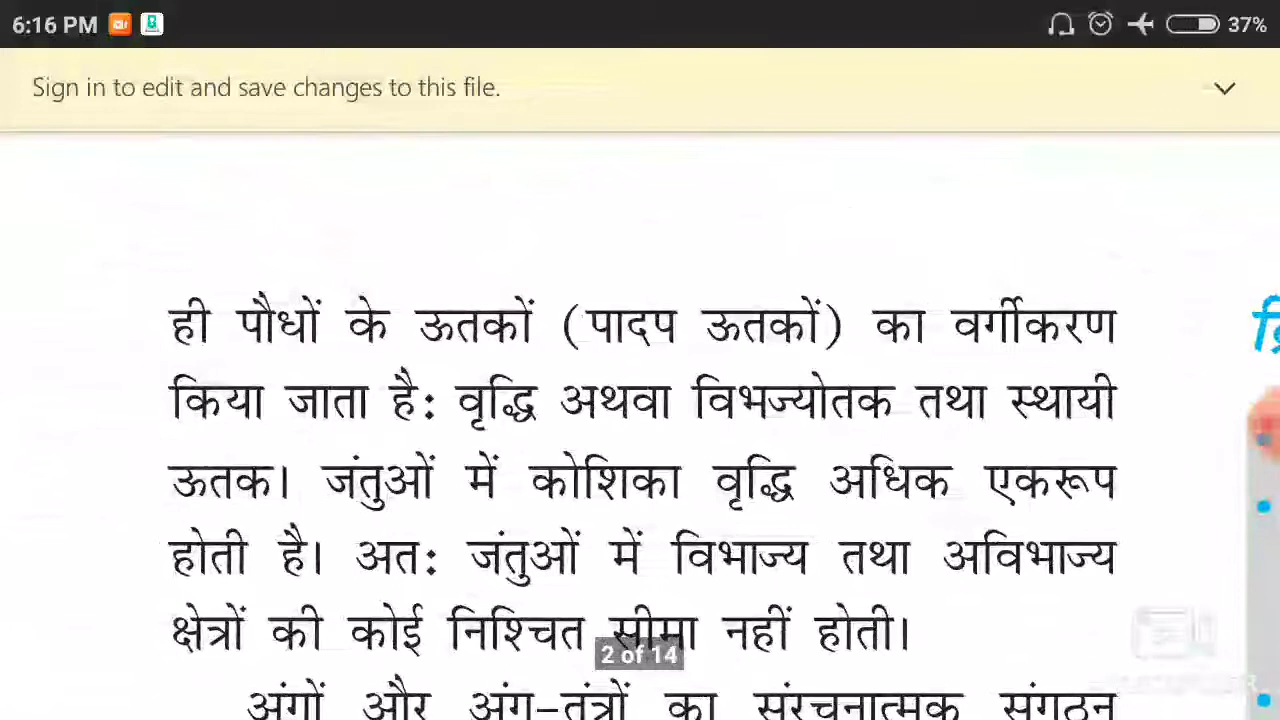 6:16 PM 37%
Sign in to edit and save changes to this file.
ही पौधों के ऊतकों (पादप ऊतकों) का वर्गीकरण
किया जाता है: वृद्धि अथवा विभज्योतक तथा स्थायी
ऊतक। जंतुओं में कोशिका वृद्धि अधिक एकरूप
होती है। अत: जंतुओं में विभाज्य तथा अविभाज्य
क्षेत्रों की कोई निश्चित सीमा नहीं होती।
2 of 14
अंगों और अंग-तंत्रों का संरचनात्मक संगठन